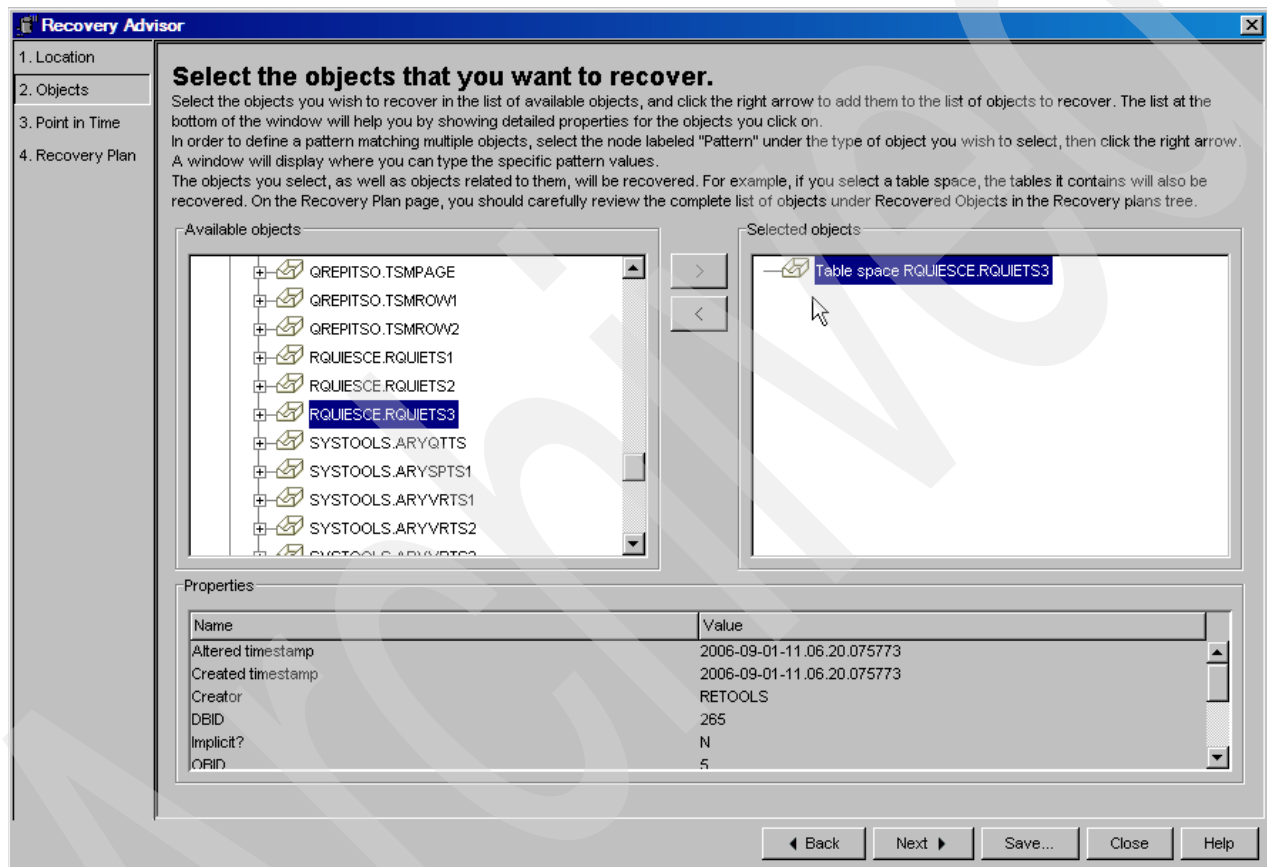 Recovery Advisor
1. Location
2. Objects
3. Point in Time
4. Recovery Plan
Select the objects that you want to recover.
Select the objects you wish to recover in the list of available objects, and click the right arrow to add them to the list of objects to recover. The list at the
bottom of the window will help you by showing detailed properties for the objects you click on.
In order to define a pattern matching multiple objects, select the node labeled "Pattern" under the type of object you wish to select, then click the right arrow.
A window will display where you can type the specific pattern values.
The objects you select, as well as objects related to them, will be recovered. For example, if you select a table space, the tables it contains will also be
recovered. On the Recovery Plan page, you should carefully review the complete list of objects under Recovered Objects in the Recovery plans tree.
Available objects
QREPITSO.TSMPAGE
QREPITSO.TSMROW1
QREPITSO.TSMROW2
RQUIESCE.RQUIETS1
RQUIESCE.RQUIETS2
RQUIESCE.RQUIETS3
SYSTOOLS.ARYQTTS
SYSTOOLS.ARYSPTS1
SYSTOOLS.ARYVRTS1
SYSTOOLS.ARYVRTS2
>
<
Selected objects
Table space RQUIESCE.RQUIETS3
Properties
Name Value
Altered timestamp 2006-09-01-11.06.20.075773
Created timestamp 2006-09-01-11.06.20.075773
Creator RETOOLS
DBID 265
Implicit? N
OBID 5
Back Next Save... Close Help
Archived